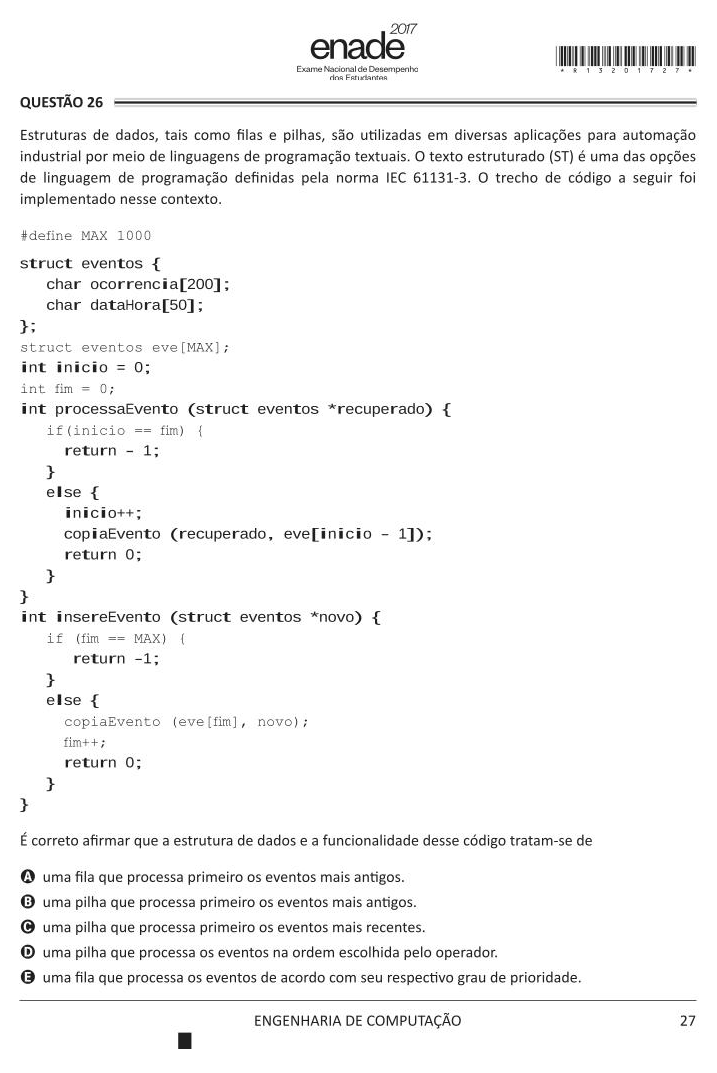 2017
enade
Exame Nacional de Desempenho
dos Estudantes
*R1320172​7*
QUESTÃO 26
Estruturas de dados, tais como filas e pilhas, são utilizadas em diversas aplicações para automação
industrial por meio de linguagens de programação textuais. O texto estruturado (ST) é uma das opções
de linguagem de programação definidas pela norma IEC 61131-3. O trecho de código a seguir foi
implementado nesse contexto.
#define MAX 1000
struct eventos {
char ocorrencia[200];
char dataHora[50];
};
struct eventos eve[MAX];
int inicio = 0;
int fim = 0;
int processaEvento (struct eventos *recuperado) {
if(inicio == fim) {
return – 1;
}
else {
inicio++;
copiaEvento (recuperado, eve[inicio – 1]);
return 0;
}
}
int insereEvento (struct eventos *novo) {
if (fim == MAX) {
return –1;
}
else {
copiaEvento (eve[fim], novo);
fim++;
return 0;
}
}
É correto afirmar que a estrutura de dados e a funcionalidade desse código tratam-se de
A uma fila que processa primeiro os eventos mais antigos.
B uma pilha que processa primeiro os eventos mais antigos.
C uma pilha que processa primeiro os eventos mais recentes.
D uma pilha que processa os eventos na ordem escolhida pelo operador.
E uma fila que processa os eventos de acordo com seu respectivo grau de prioridade.
ENGENHARIA DE COMPUTAÇÃO
27